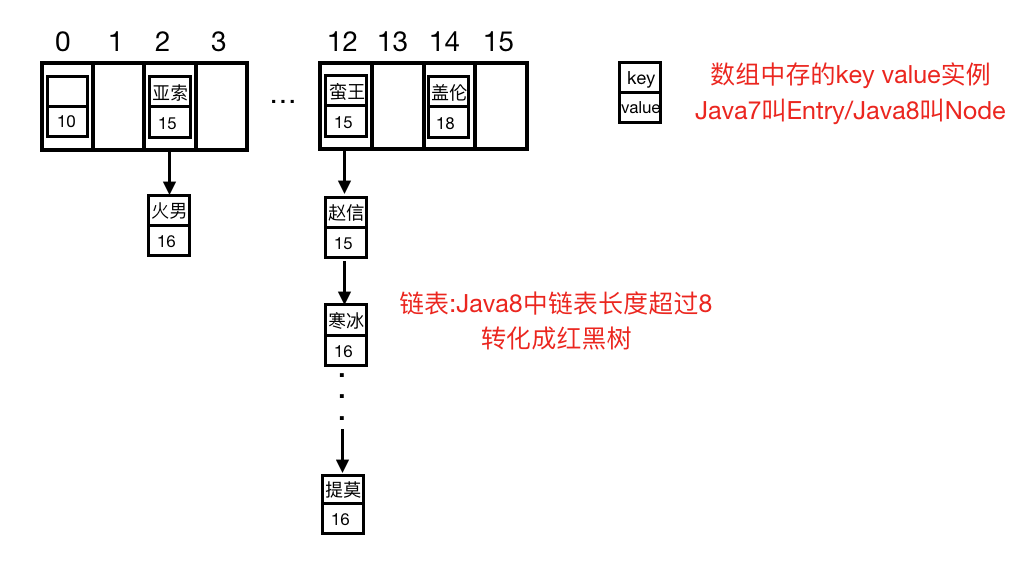 0 1 2 3 12 13 14 15
亚索 ... 蛮王 盖伦 key 数组中存的key value实例
10 15 15 18 value Java7叫Entry/Java8叫Node
火男 赵信
16 15
链表:Java8中链表长度超过8
寒冰 转化成红黑树
16
提莫
16